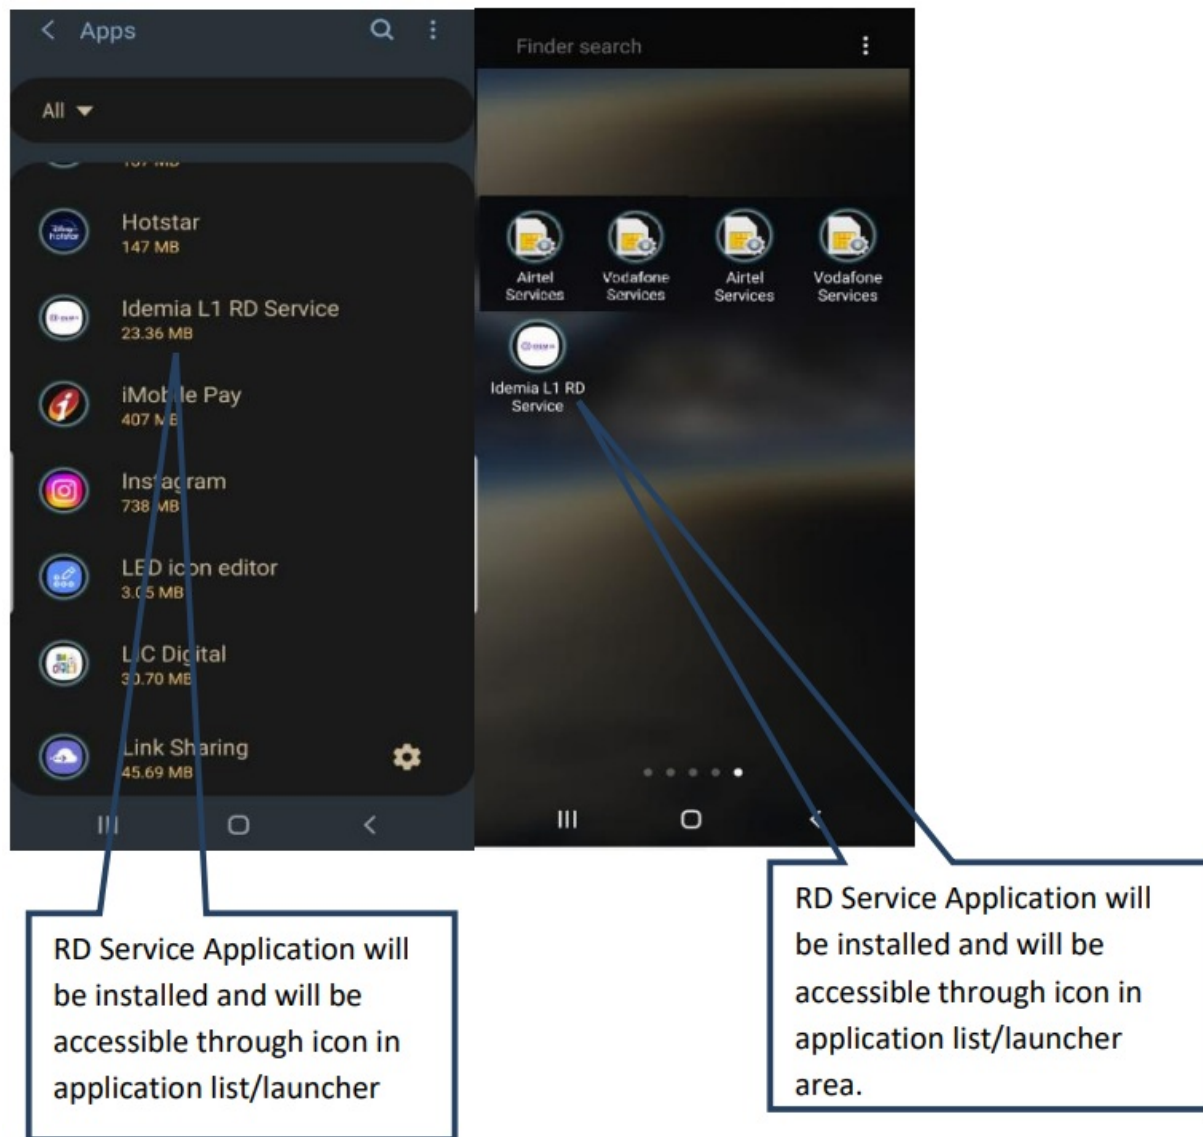 Apps
All
137 MB
Hotstar
147 MB
Idemia L1 RD Service
23.36 MB
iMobile Pay
407 MB
Instagram
738 MB
LED icon editor
3.05 MB
LIC Digital
30.70 MB
Link Sharing
45.69 MB
Finder search
Airtel Services
Vodafone Services
Airtel Services
Vodafone Services
Idemia L1 RD
Service
RD Service Application will
be installed and will be
accessible through icon in
application list/launcher
RD Service Application will
be installed and will be
accessible through icon in
application list/launcher
area.